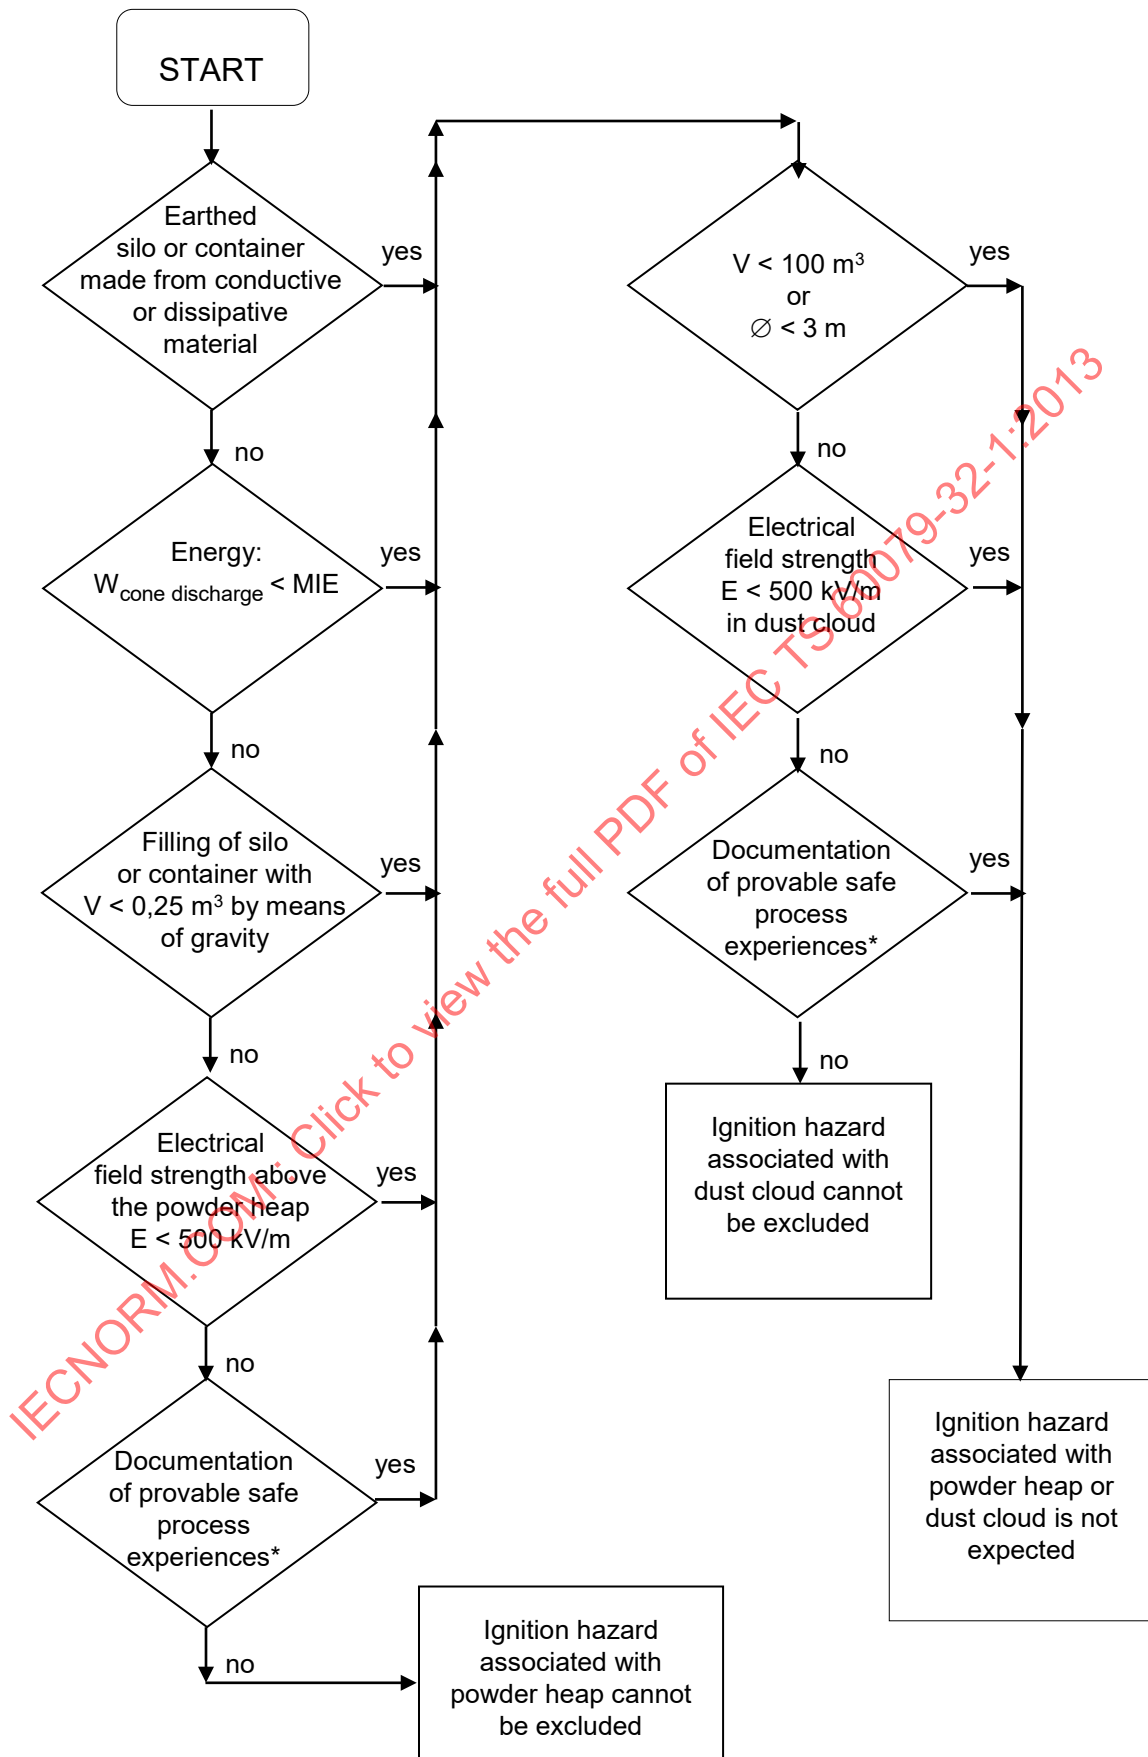 START
Earthed
silo or container
made from conductive
or dissipative
material
yes
no
Energy:
W cone discharge < MIE
yes
no
Filling of silo
or container with
V < 0,25 m³ by means
of gravity
yes
no
Electrical
field strength above
the powder heap
E < 500 kV/m
yes
no
Documentation
of provable safe
process
experiences*
yes
no
Ignition hazard
associated with
powder heap cannot
be excluded
V < 100 m³
or
∅ < 3 m
yes
no
Electrical
field strength
E < 500 kV/m
in dust cloud
yes
no
Documentation
of provable safe
process
experiences*
yes
no
Ignition hazard
associated with
dust cloud cannot
be excluded
Ignition hazard
associated with
powder heap or
dust cloud is not
expected
IECNORM.COM : Click to view the full PDF of IEC TS 60079-32-1:2013